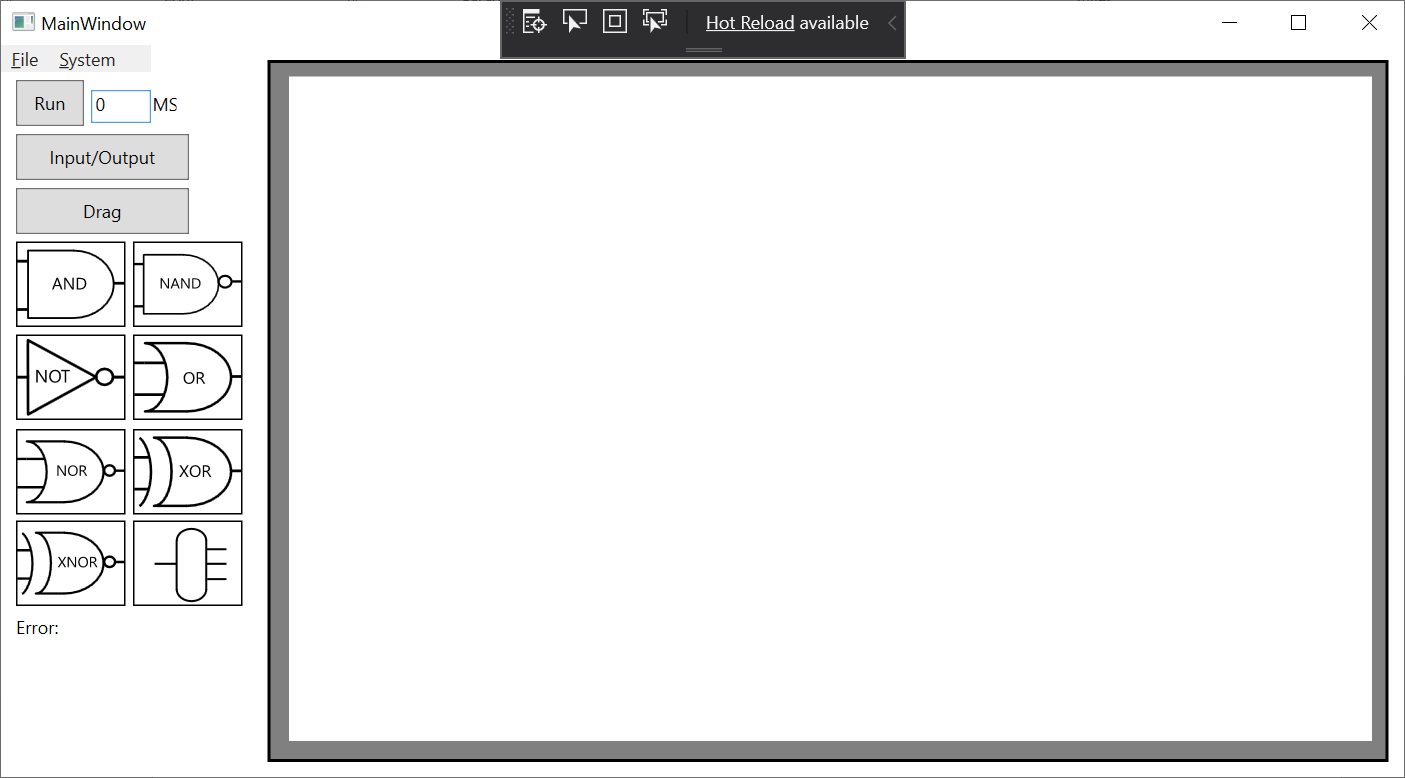 MainWindow
Hot Reload available
File System
Run 0 MS
Input/Output
Drag
AND NAND
NOT OR
NOR XOR
XNOR
Error: